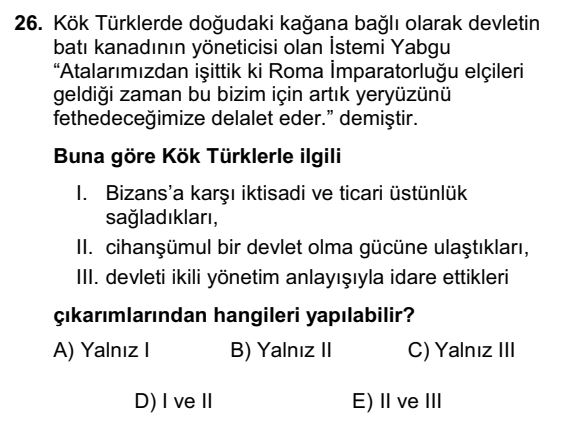 26. Kök Türklerde doğudaki kağana bağlı olarak devletin
batı kanadının yöneticisi olan İstemi Yabgu
“Atalarımızdan işittik ki Roma İmparatorluğu elçileri
geldiği zaman bu bizim için artık yeryüzünü
fethedeceğimize delalet eder.” demiştir.
Buna göre Kök Türklerle ilgili
I. Bizans’a karşı iktisadi ve ticari üstünlük
sağladıkları,
II. cihanşümul bir devlet olma gücüne ulaştıkları,
III. devleti ikili yönetim anlayışıyla idare ettikleri
çıkarımlarından hangileri yapılabilir?
A) Yalnız I B) Yalnız II C) Yalnız III
D) I ve II E) II ve III